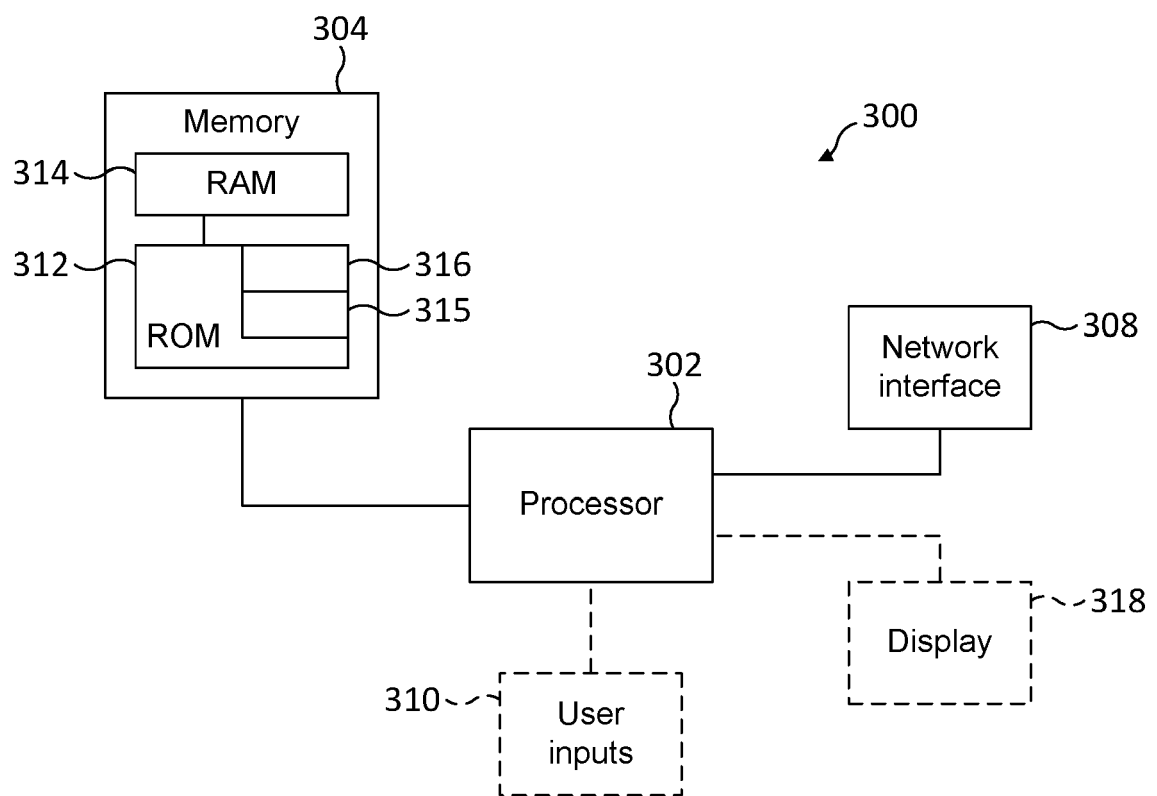 304
Memory
300
314
RAM
312
316
315
ROM
308
Network
interface
302
Processor
318
Display
310
User
inputs